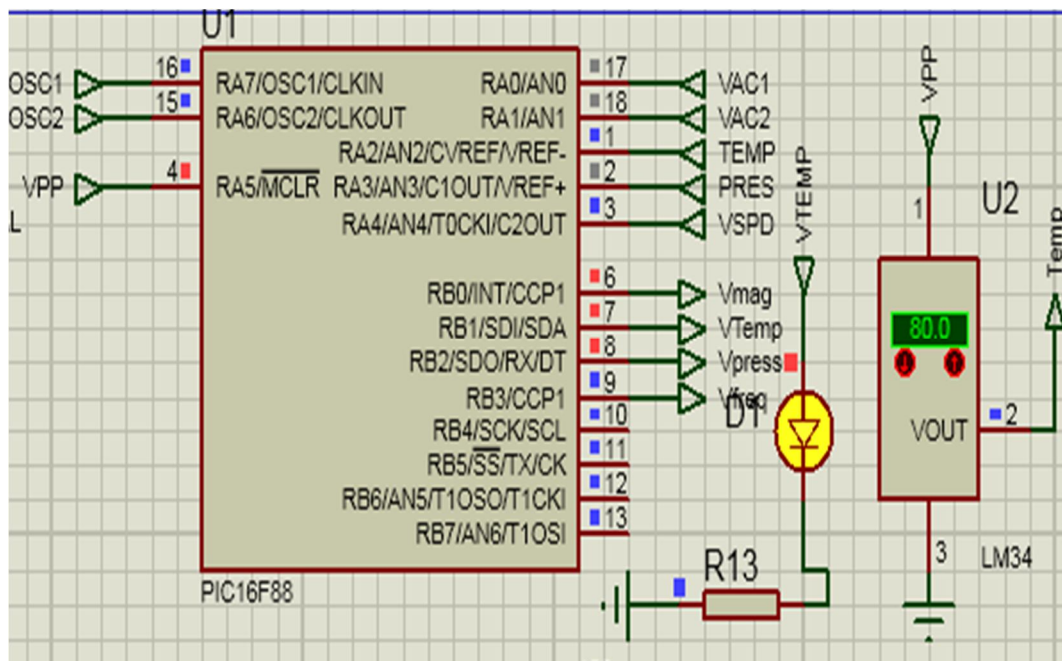 U1
OSC1 16 RA7/OSC1/CLKIN RA0/AN0 17 VAC1
OSC2 15 RA6/OSC2/CLKOUT RA1/AN1 18 VAC2
RA2/AN2/CVREF/VREF- 1 TEMP
VPP 4 RA5/MCLR RA3/AN3/C1OUT/VREF+ 2 PRES
L
RA4/AN4/T0CKI/C2OUT 3 VSPD
RB0/INT/CCP1 6 Vmag
RB1/SDI/SDA 7 VTemp
RB2/SDO/RX/DT 8 Vpress
RB3/CCP1 9 Vfreq
RB4/SCK/SCL 10
RB5/SS/TX/CK 11
RB6/AN5/T1OSO/T1CKI 12
RB7/AN6/T1OSI 13
PIC16F88
VTEMP
D1
R13
VPP
1
U2
Temp
80.0
VOUT 2
3
LM34